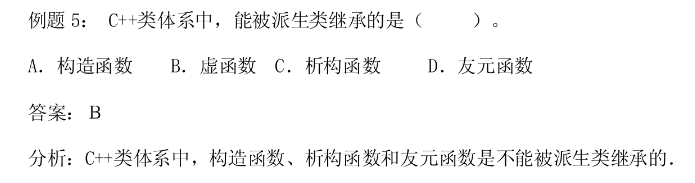 例题 5： C++类体系中，能被派生类继承的是（   ）。
A．构造函数  B．虚函数 C．析构函数  D．友元函数
答案： B
分析：C++类体系中，构造函数、析构函数和友元函数是不能被派生类继承的．